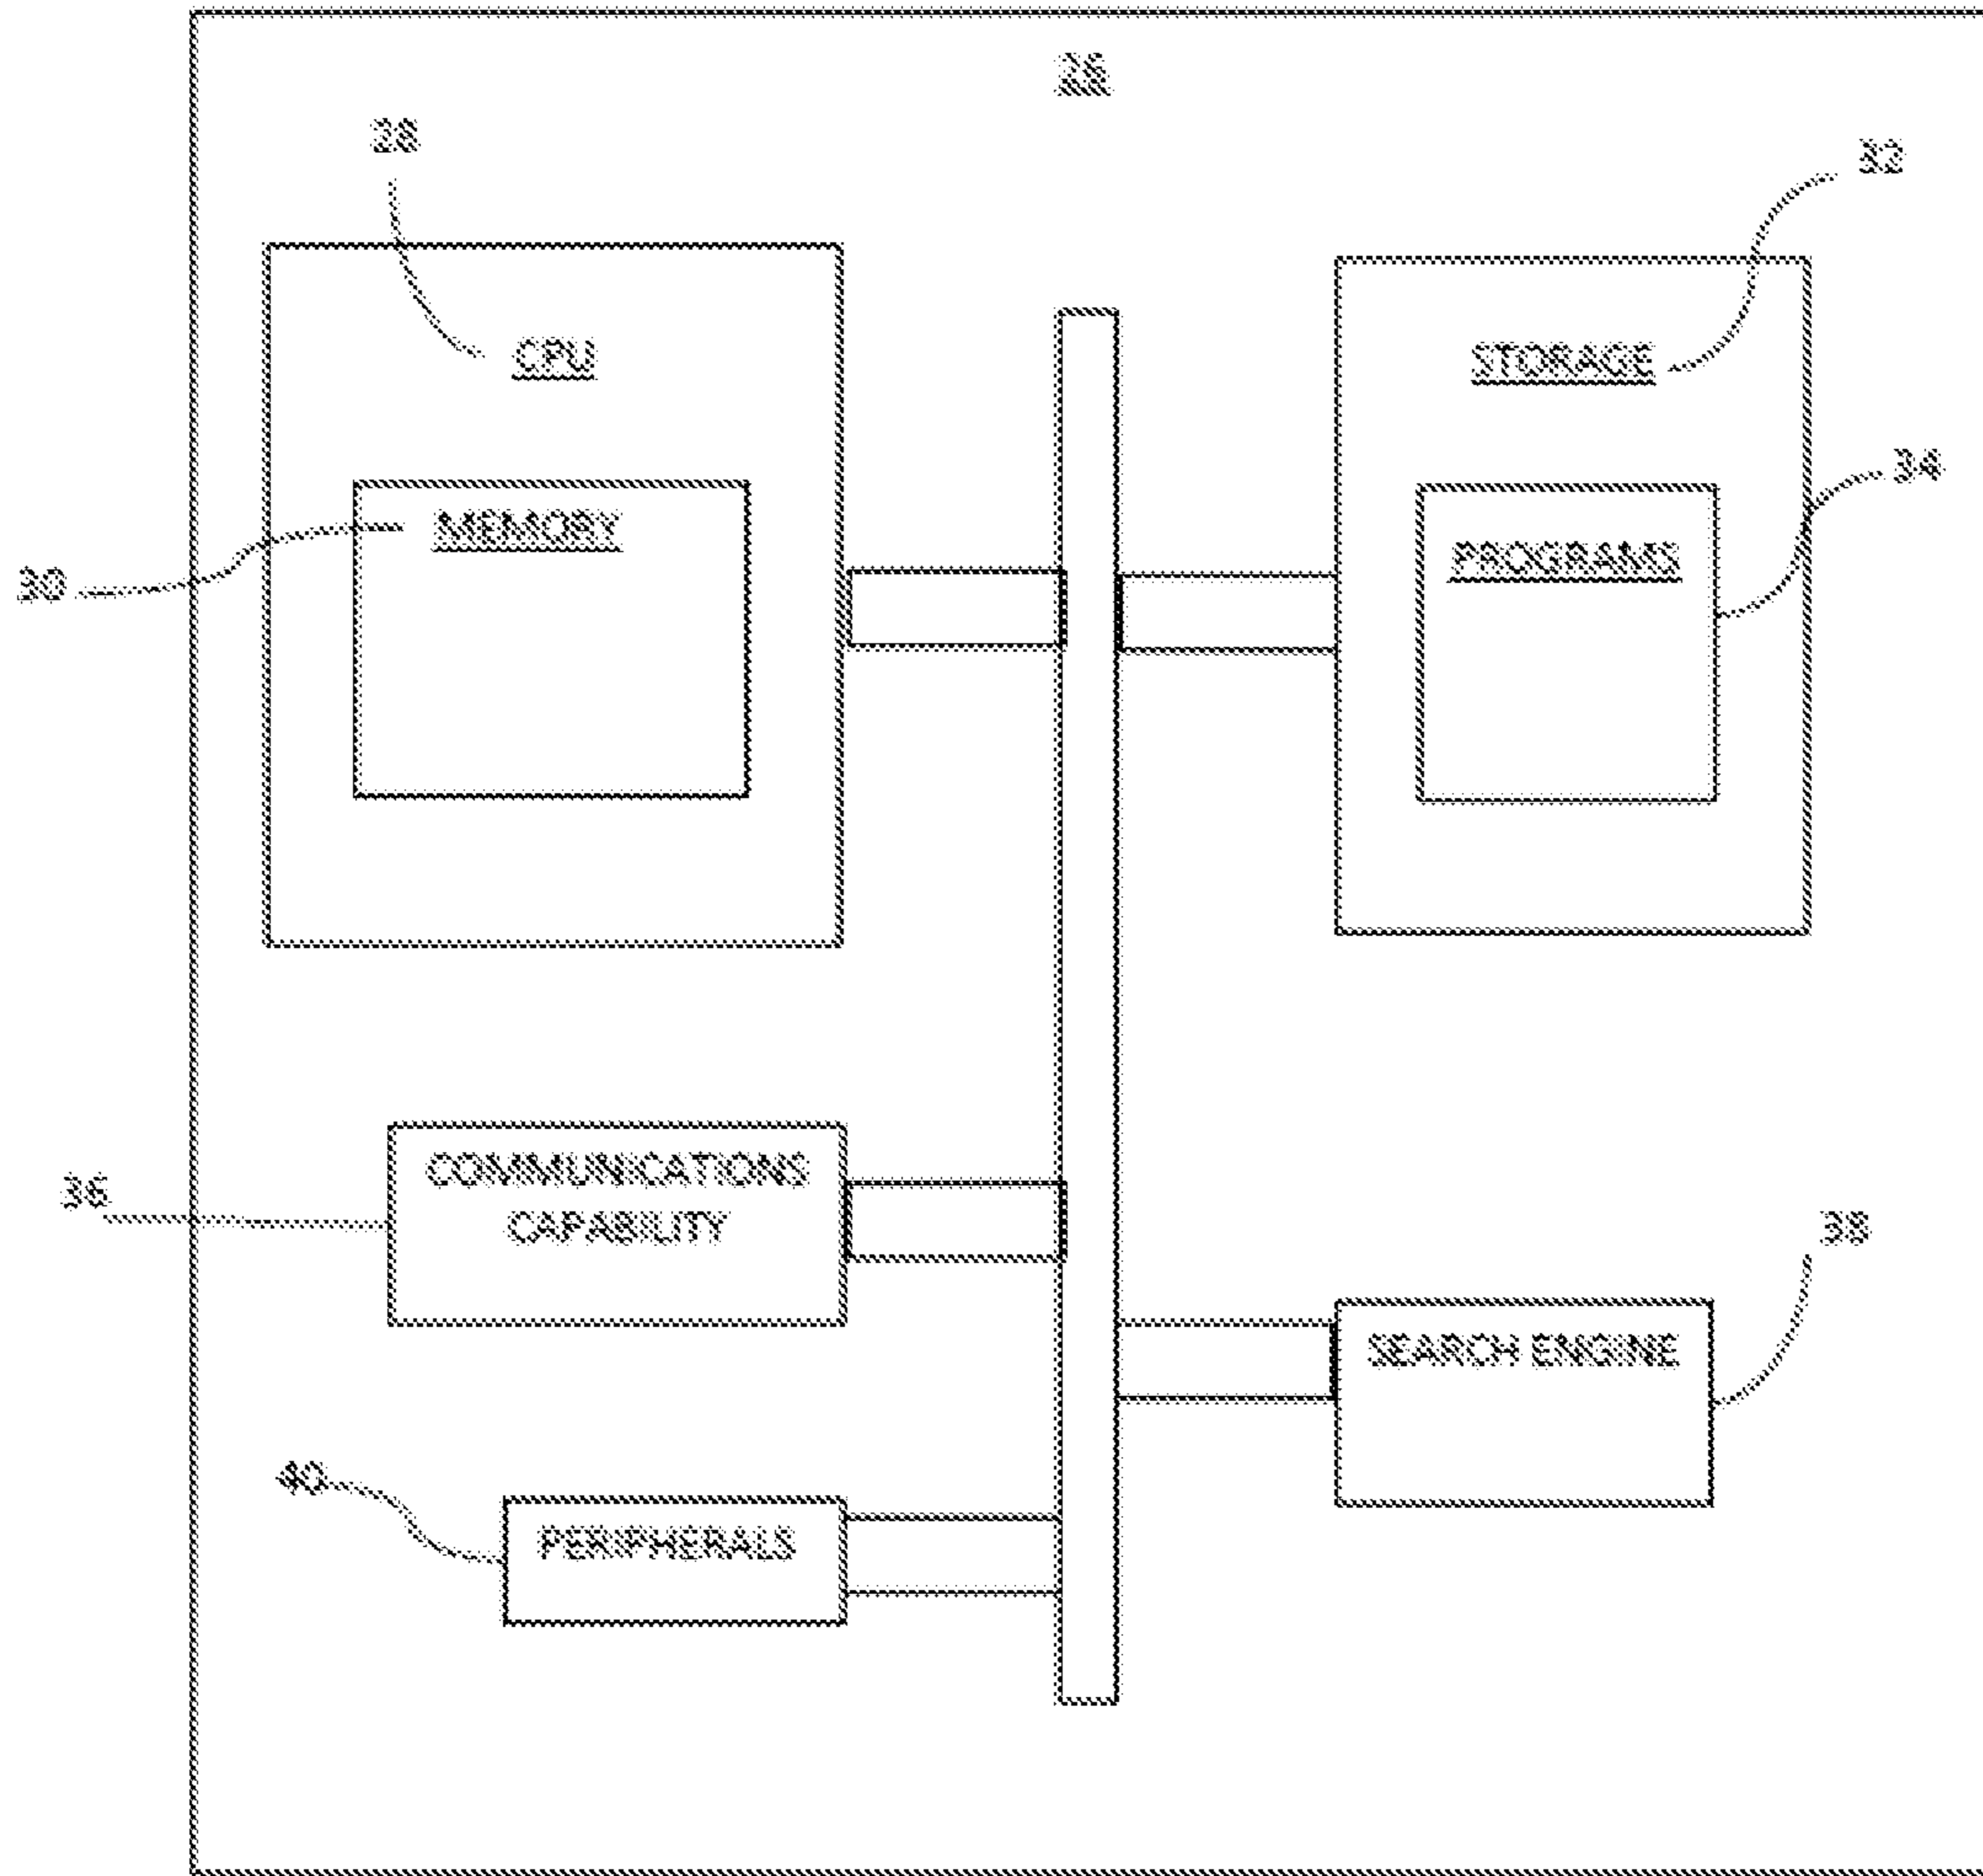 26
28
32
CPU
STORAGE
34
MEMORY
PROGRAMS
30
36
COMMUNICATIONS
CAPABILITY
38
SEARCH ENGINE
40
PERIPHERALS